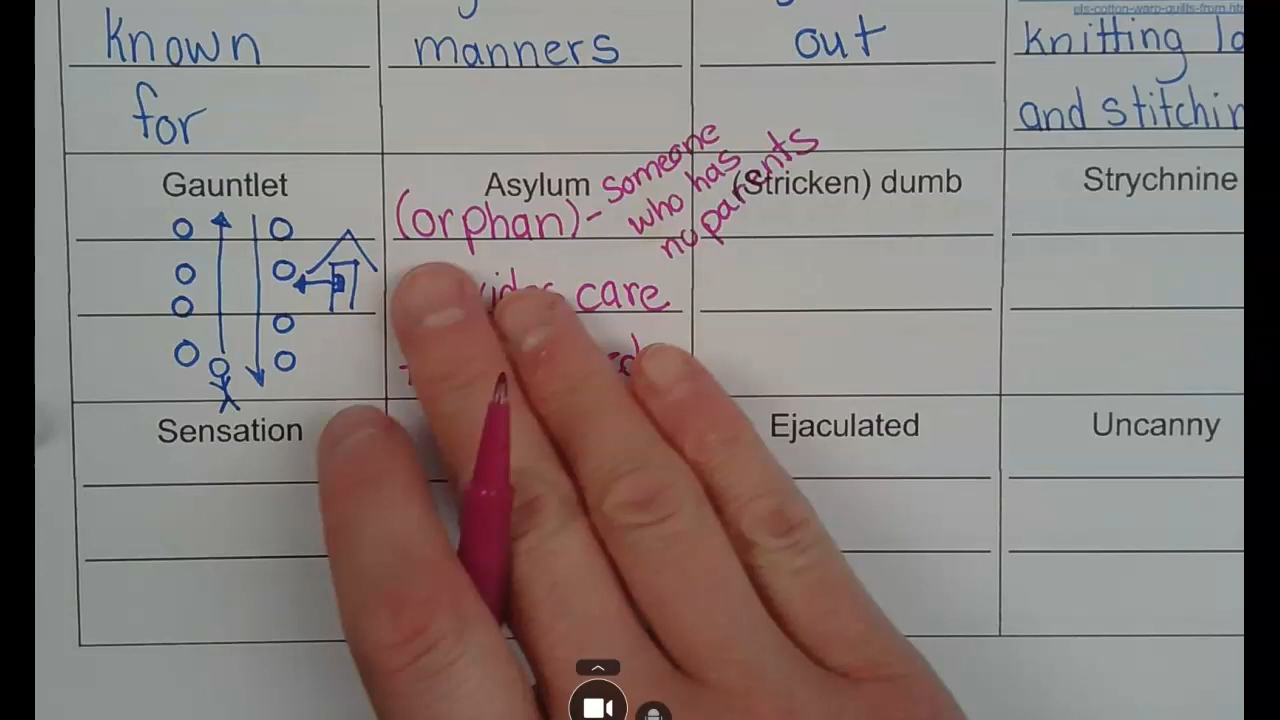 known
for
manners
out
knitting
and stitchin
Gauntlet
Asylum
(orphan) - someone
who has
no parents
care
(Stricken) dumb
Strychnine
Sensation
Ejaculated
Uncanny